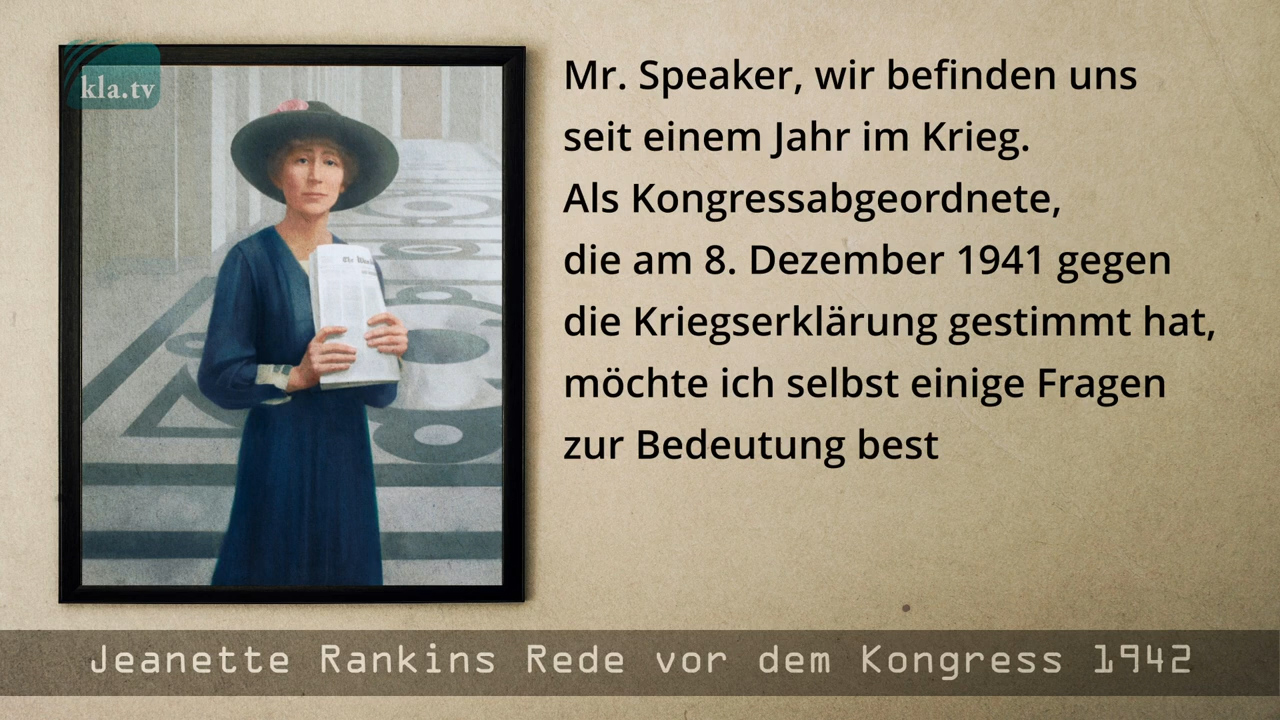 kla.tv
Mr. Speaker, wir befinden uns
seit einem Jahr im Krieg.
Als Kongressabgeordnete,
die am 8. Dezember 1941 gegen
die Kriegserklärung gestimmt hat,
möchte ich selbst einige Fragen
zur Bedeutung best
Jeanette Rankins Rede vor dem Kongress 1942